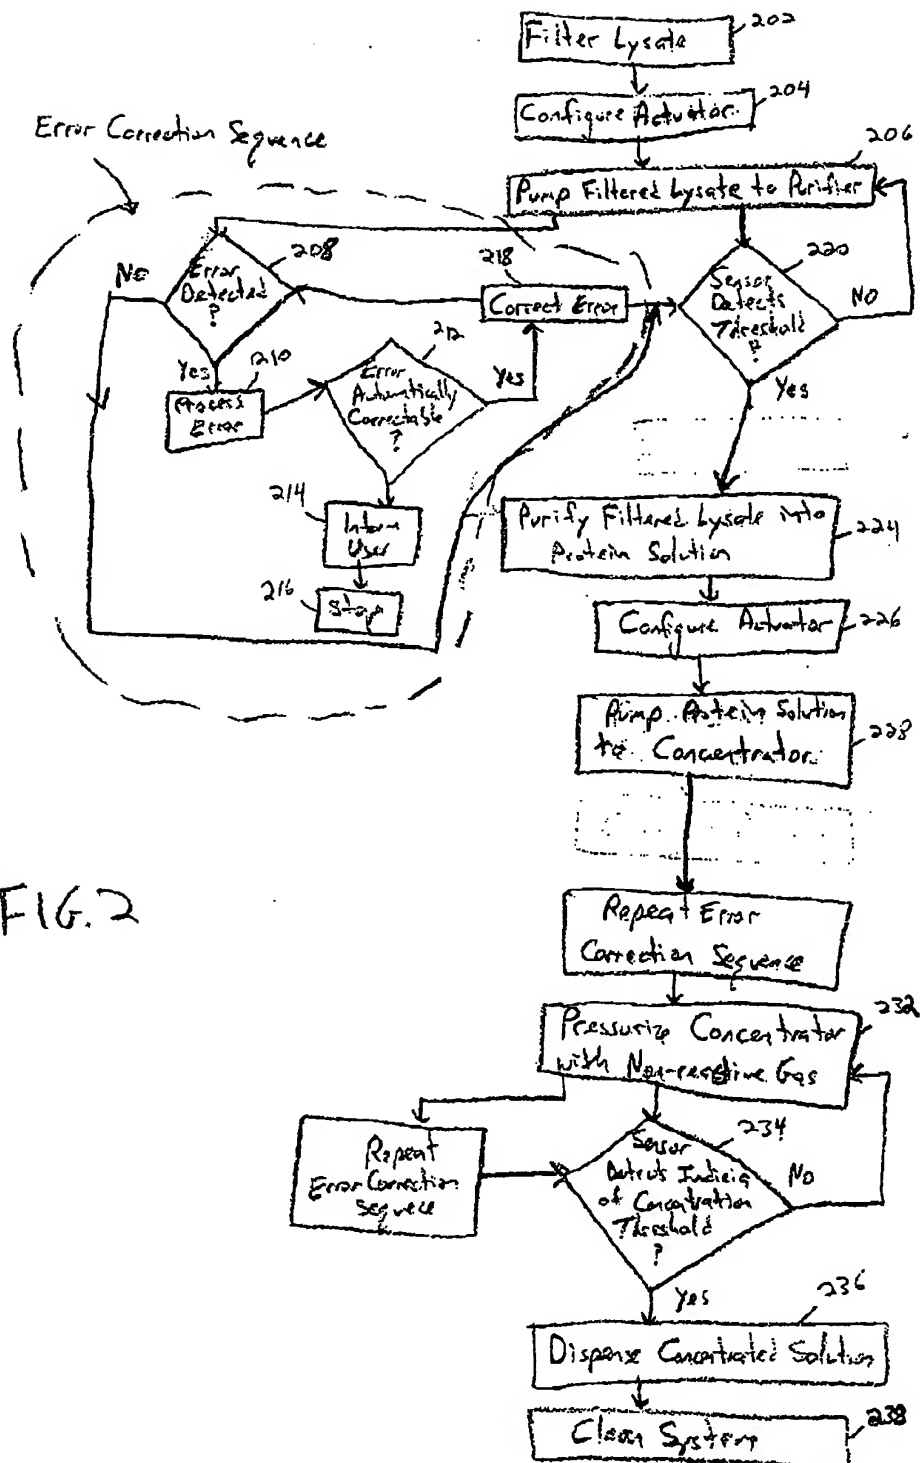 202
Filter Lysate
204
Configure Actuator
Error Correction Sequence
206
Pump Filtered Lysate to Purifier
208
Error
Detected
?
NO
218
Correct Error
220
Sensor
Detects
Threshold
?
NO
Yes
210
Process
Error
212
Error
Automatically
Correctable
?
Yes
Yes
214
Inform
User
216
Stop
Purify Filtered Lysate into
Protein Solution
224
Configure Actuator
226
Pump Protein Solution
to Concentrator
228
FIG. 2
Repeat Error
Correction Sequence
232
Pressurize Concentrator
with Non-reactive Gas
Repeat
Error Correction
Sequence
234
Sensor
Detects Indicia
of Concentration
Threshold
?
No
Yes
236
Dispense Concentrated Solution
Clean System
238